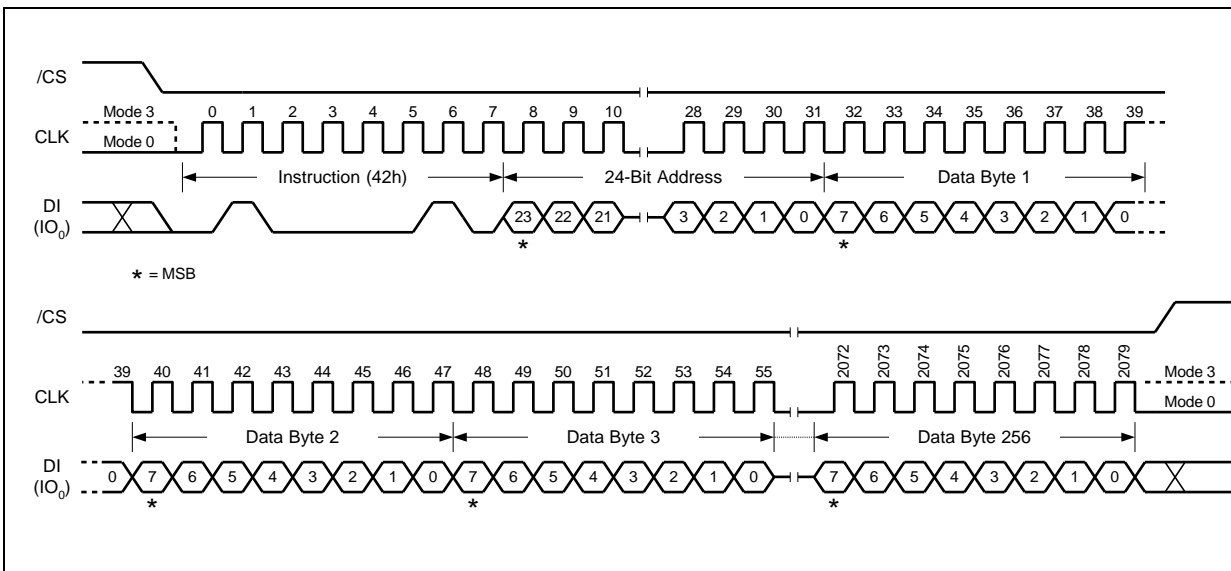 /CS
Mode 3 0 1 2 3 4 5 6 7 8 9 10 28 29 30 31 32 33 34 35 36 37 38 39
CLK Mode 0
Instruction (42h) 24-Bit Address Data Byte 1
DI
(IO0) 23 22 21 3 2 1 0 7 6 5 4 3 2 1 0
* *
* = MSB
/CS
39 40 41 42 43 44 45 46 47 48 49 50 51 52 53 54 55 2072 2073 2074 2075 2076 2077 2078 2079 Mode 3
CLK Mode 0
Data Byte 2 Data Byte 3 Data Byte 256
DI
(IO0) 0 7 6 5 4 3 2 1 0 7 6 5 4 3 2 1 0 7 6 5 4 3 2 1 0
* * *